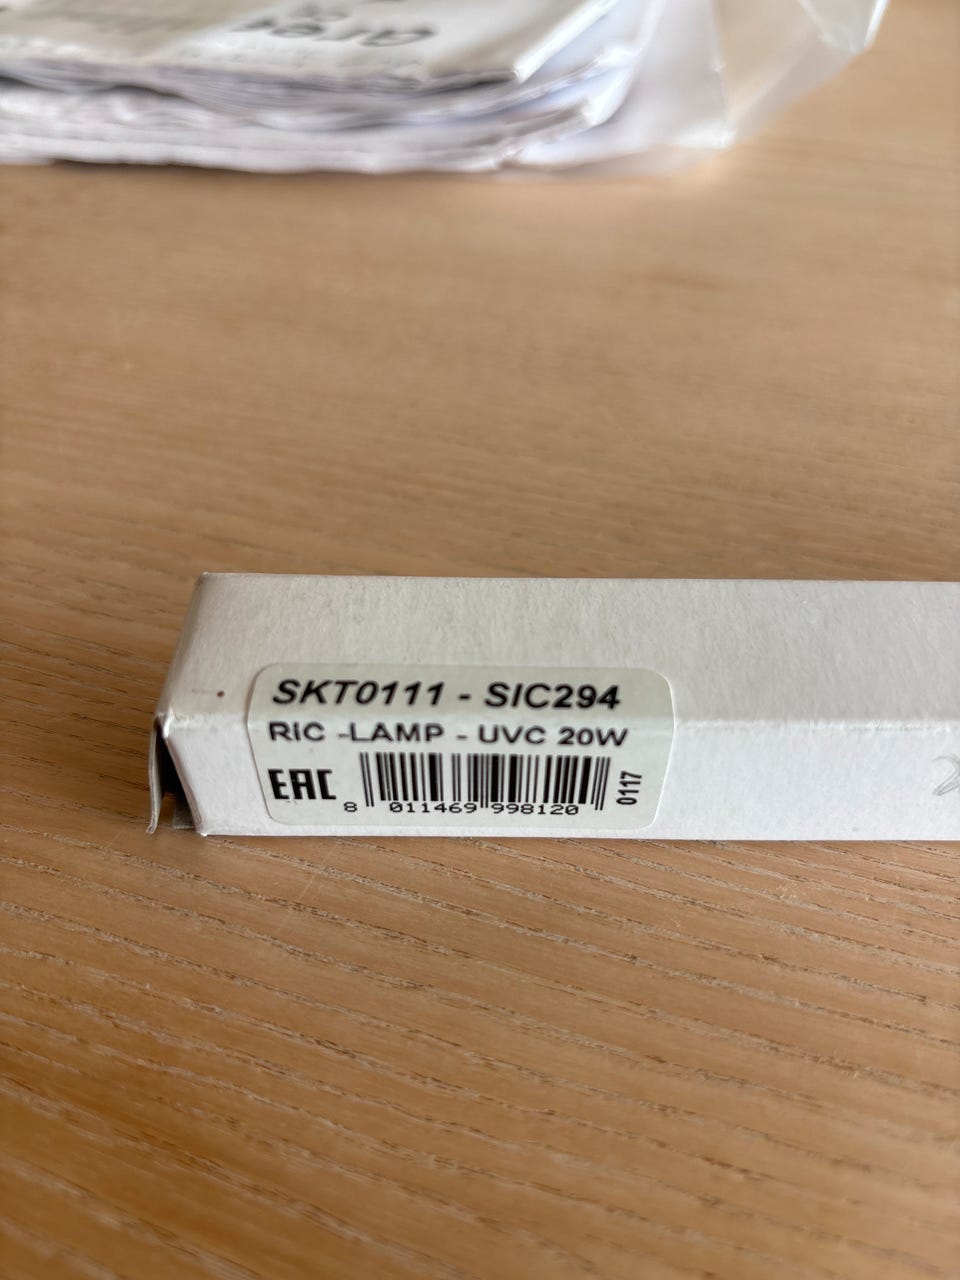 SKT0111 - SIC294
RIC -LAMP - UVC 20W
EAC
8 011469 998120
0117